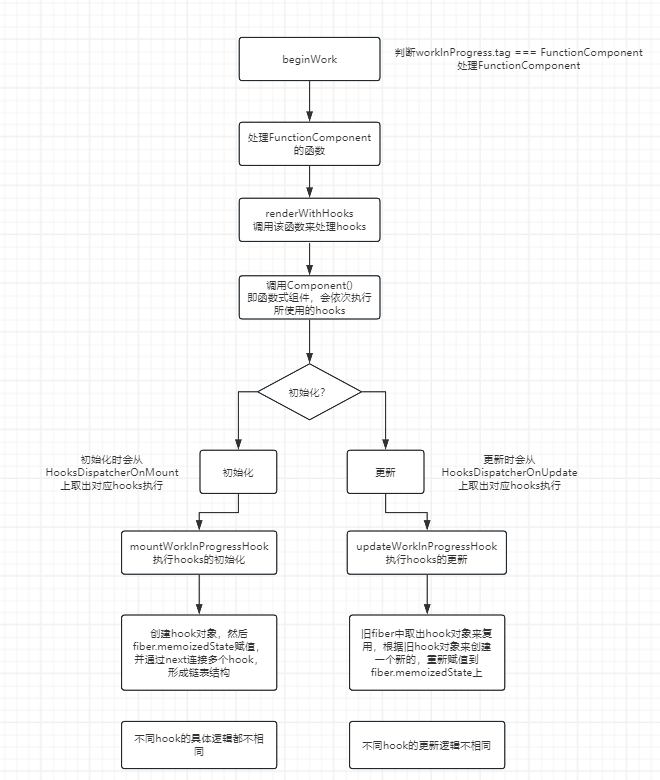 beginWork
判断workInProgress.tag === FunctionComponent
处理FunctionComponent
处理FunctionComponent
的函数
renderWithHooks
调用该函数来处理hooks
调用Component()
即函数式组件，会依次执行
所使用的hooks
初始化？
初始化时会从
HooksDispatcherOnMount
上取出对应hooks执行
初始化
更新
更新时会从
HooksDispatcherOnUpdate
上取出对应hooks执行
mountWorkInProgressHook
执行hooks的初始化
updateWorkInProgressHook
执行hooks的更新
创建hook对象，然后
fiber.memoizedState赋值，
并通过next连接多个hook，
形成链表结构
旧fiber中取出hook对象来复
用，根据旧hook对象来创建
一个新的，重新赋值到
fiber.memoizedState上
不同hook的具体逻辑都不相
同
不同hook的更新逻辑不相同